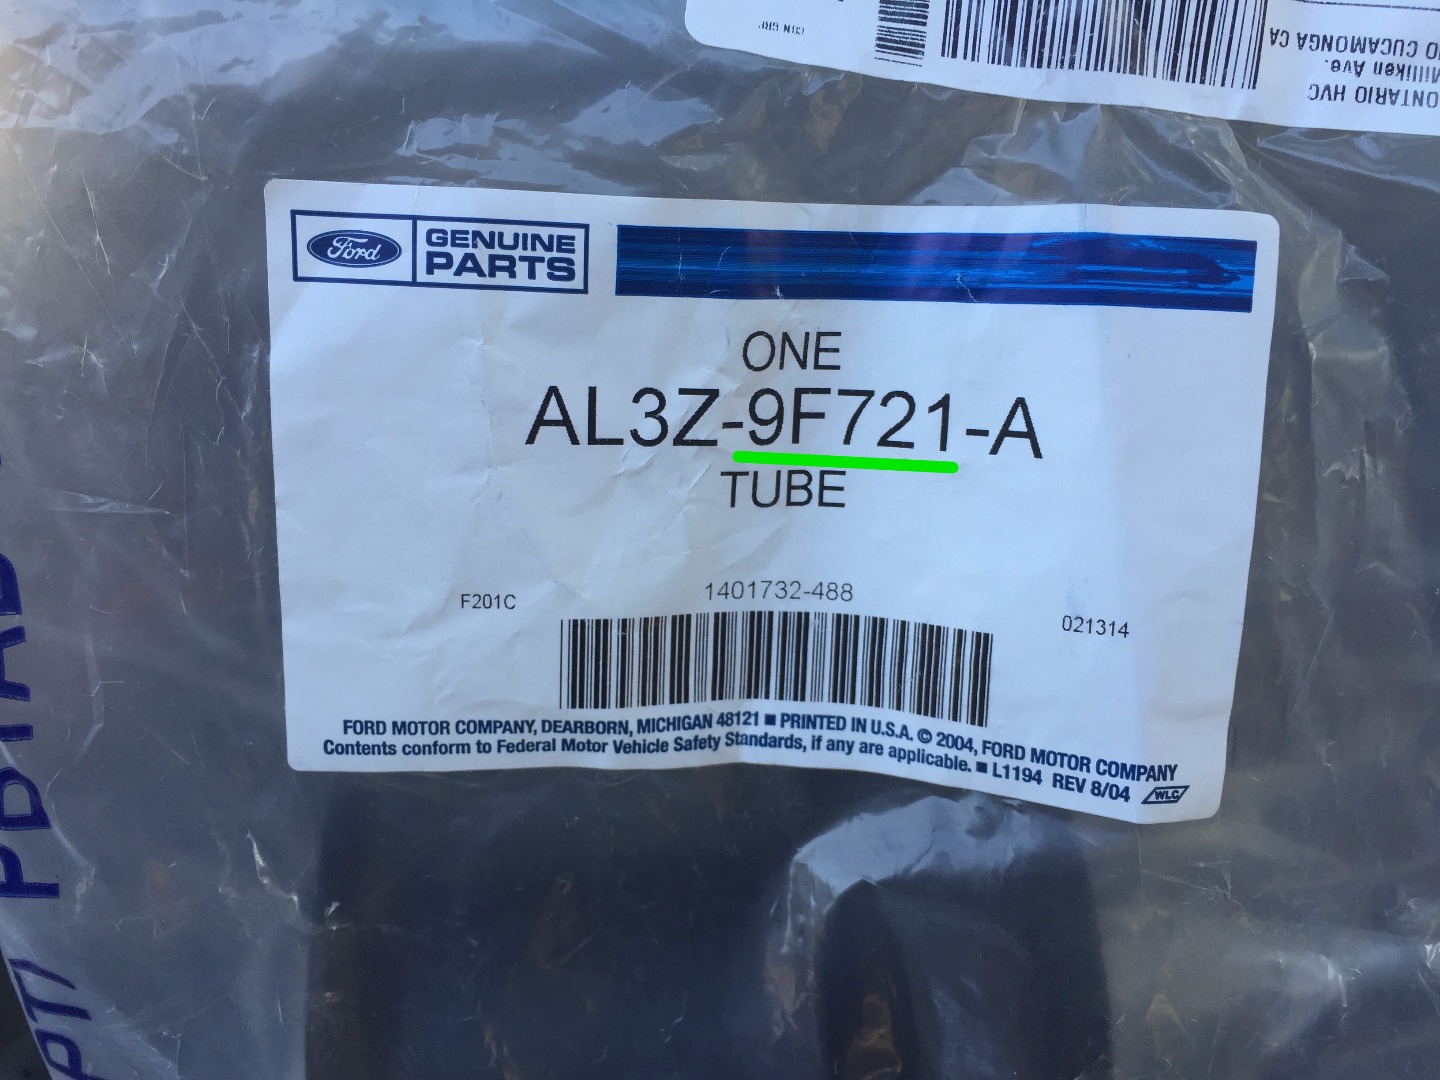 ONTARIO HVC
Milliken Ave.
CUCAMONGA CA
Ford
GENUINE
PARTS
ONE
AL3Z-9F721-A
TUBE
1401732-488
F201C
021314
FORD MOTOR COMPANY, DEARBORN, MICHIGAN 48121 ■ PRINTED IN U.S.A. © 2004, FORD MOTOR COMPANY
Contents conform to Federal Motor Vehicle Safety Standards, if any are applicable. ■ L1194 REV 8/04 WLC